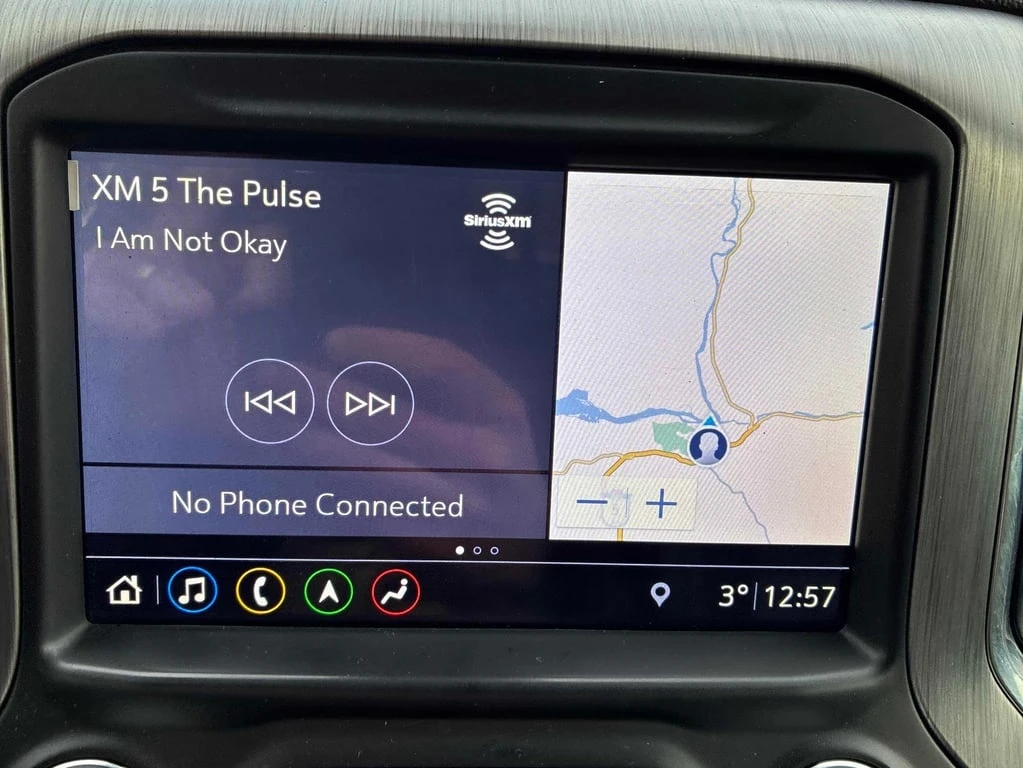 XM 5 The Pulse
I Am Not Okay
SiriusXM
No Phone Connected
3° 12:57